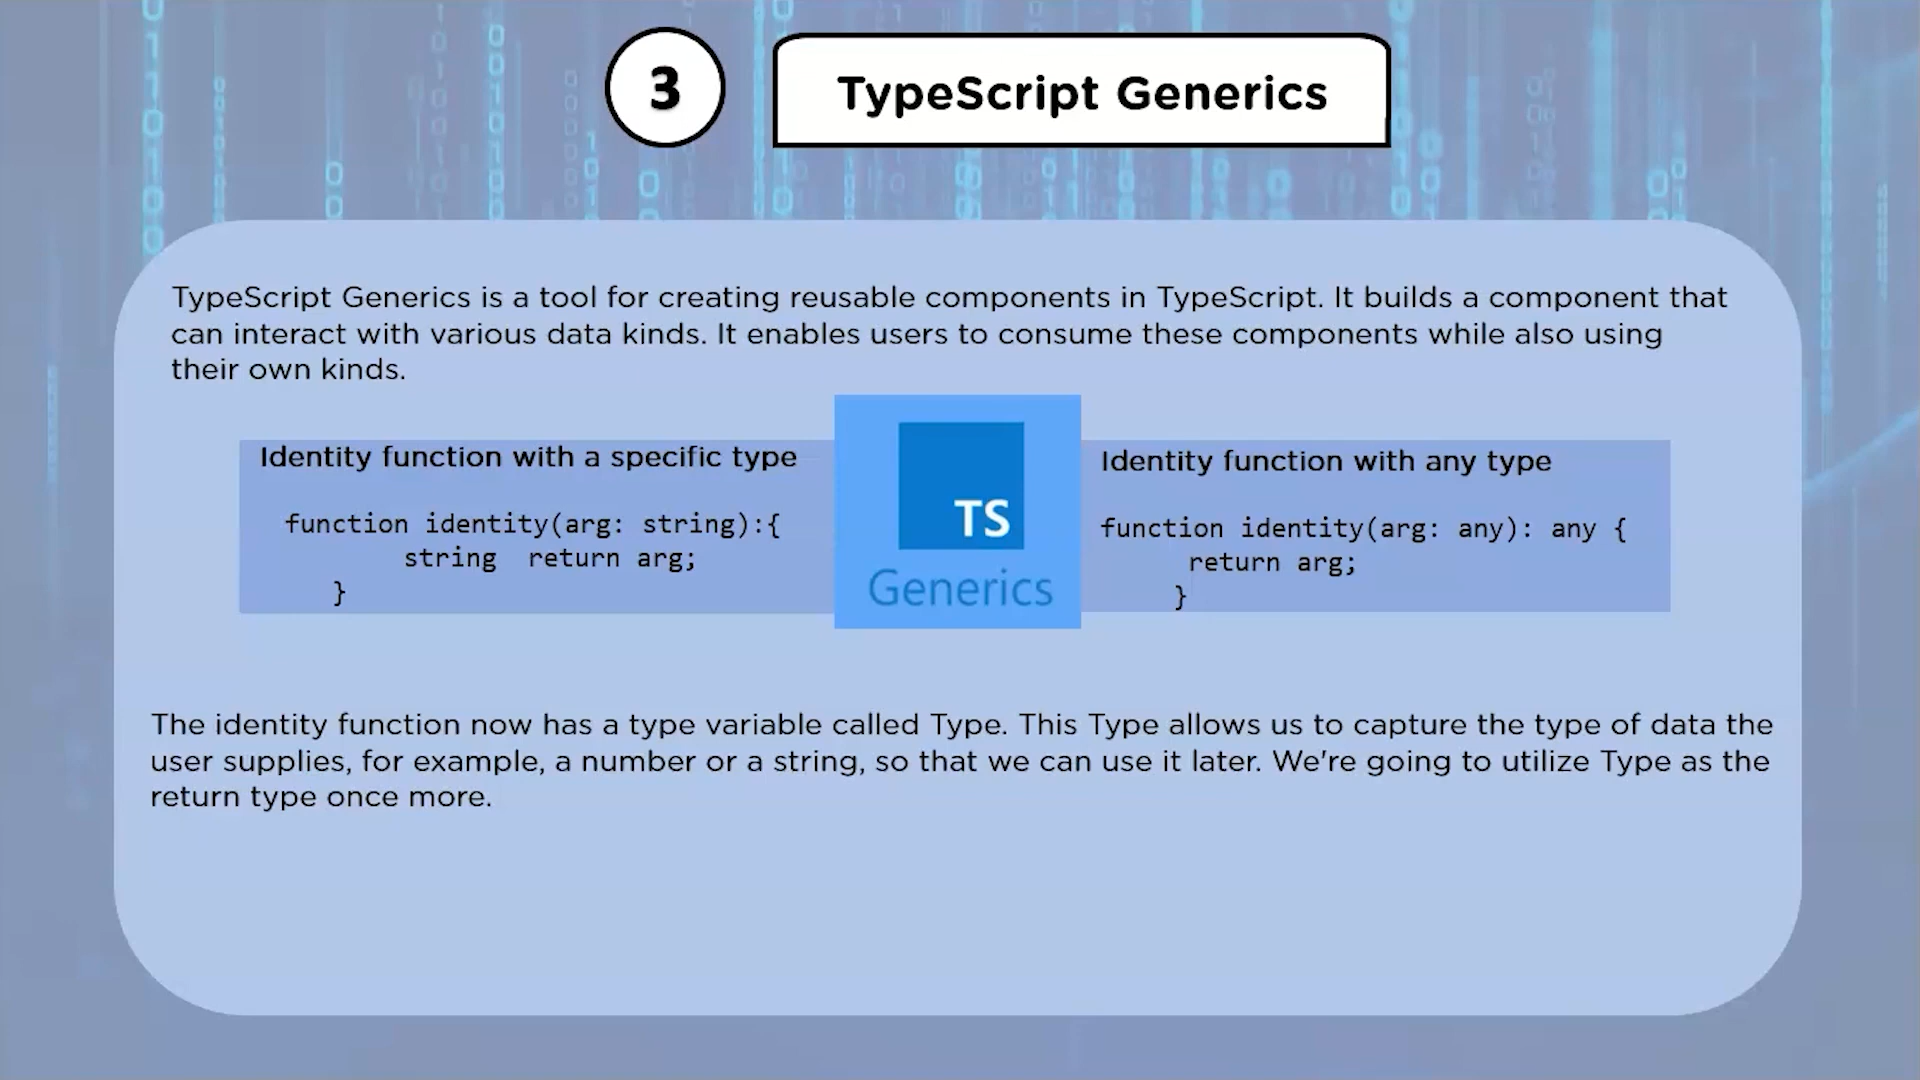 3
TypeScript Generics
TypeScript Generics is a tool for creating reusable components in TypeScript. It builds a component that
can interact with various data kinds. It enables users to consume these components while also using
their own kinds.
Identity function with a specific type
function identity(arg: string):{
string  return arg;
}
TS
Generics
Identity function with any type
function identity(arg: any): any {
return arg;
}
The identity function now has a type variable called Type. This Type allows us to capture the type of data the
user supplies, for example, a number or a string, so that we can use it later. We're going to utilize Type as the
return type once more.